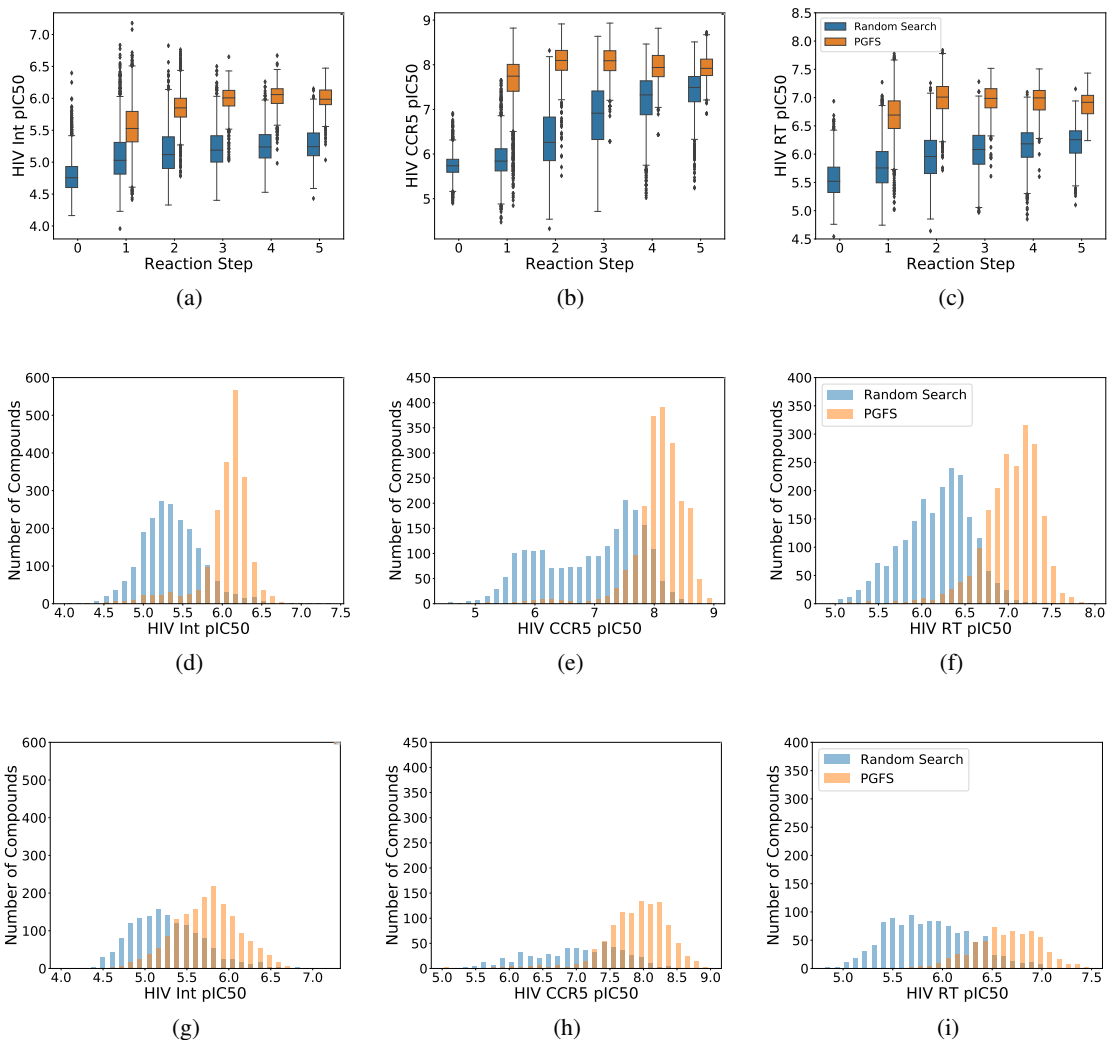 HIV Int pIC50
7.0
6.5
6.0
5.5
5.0
4.5
4.0
0 1 2 3 4 5
Reaction Step
(a)
HIV CCR5 pIC50
9
8
7
6
5
0 1 2 3 4 5
Reaction Step
(b)
HIV RT pIC50
8.5
8.0
7.5
7.0
6.5
6.0
5.5
5.0
4.5
Random Search
PGFS
0 1 2 3 4 5
Reaction Step
(c)
Number of Compounds
600
500
400
300
200
100
0
4.0 4.5 5.0 5.5 6.0 6.5 7.0 7.5
HIV Int pIC50
(d)
Number of Compounds
450
400
350
300
250
200
150
100
50
0
5 6 7 8 9
HIV CCR5 pIC50
(e)
Number of Compounds
400
350
300
250
200
150
100
50
0
Random Search
PGFS
5.0 5.5 6.0 6.5 7.0 7.5 8.0
HIV RT pIC50
(f)
Number of Compounds
600
500
400
300
200
100
0
4.0 4.5 5.0 5.5 6.0 6.5 7.0
HIV Int pIC50
(g)
Number of Compounds
450
400
350
300
250
200
150
100
50
0
5.0 5.5 6.0 6.5 7.0 7.5 8.0 8.5 9.0
HIV CCR5 pIC50
(h)
Number of Compounds
400
350
300
250
200
150
100
50
0
Random Search
PGFS
5.0 5.5 6.0 6.5 7.0 7.5
HIV RT pIC50
(i)